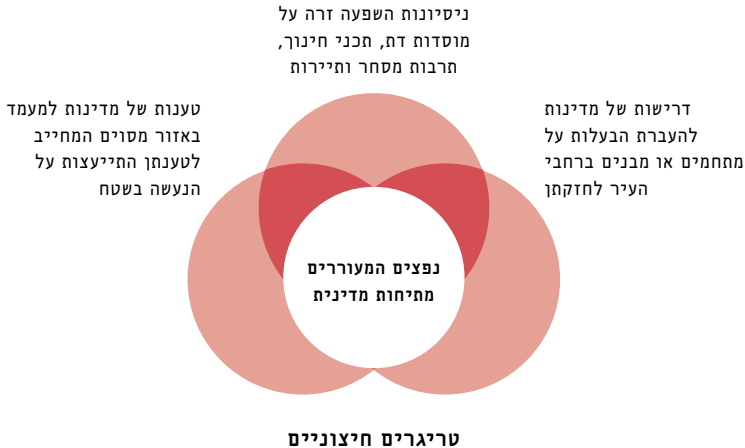 ניסיונות השפעה זרה על
מוסדות דת, תכני חינוך,
תרבות מסחר ותיירות
דרישות של מדינות
להעברת הבעלות על
מתחמים או מבנים ברחבי
העיר לחזקתן
טענות של מדינות למעמד
באזור מסוים המחייב
לטענתן התייעצות על
הנעשה בשטח
נפצים המעוררים
מתיחות מדינית
טריגרים חיצוניים